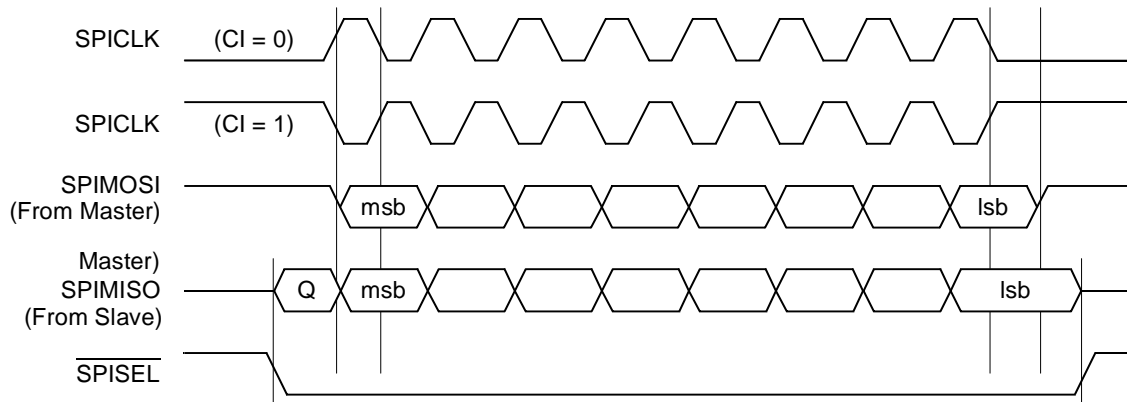 SPICLK (CI = 0)
SPICLK (CI = 1)
SPIMOSI
(From Master)
msb lsb
Master)
SPIMISO
(From Slave)
Q msb lsb
SPISEL